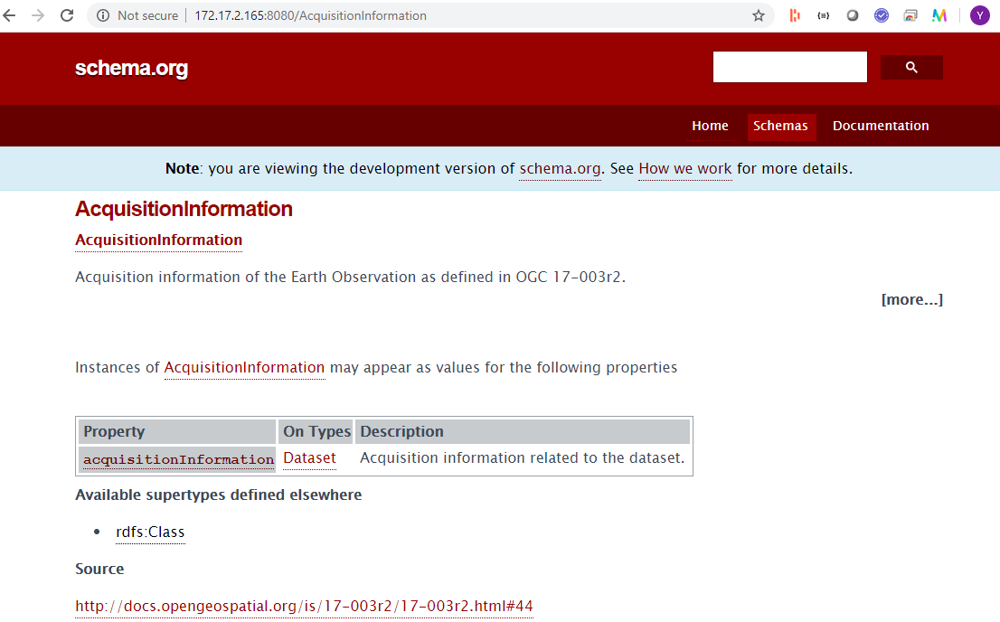 Not secure | 172.17.2.165:8080/AcquisitionInformation
Y
schema.org
Home Schemas Documentation
Note: you are viewing the development version of schema.org. See How we work for more details.
AcquisitionInformation
AcquisitionInformation
Acquisition information of the Earth Observation as defined in OGC 17-003r2.
[more...]
Instances of AcquisitionInformation may appear as values for the following properties
Property On Types Description
acquisitionInformation Dataset Acquisition information related to the dataset.
Available supertypes defined elsewhere
• rdfs:Class
Source
http://docs.opengeospatial.org/is/17-003r2/17-003r2.html#44